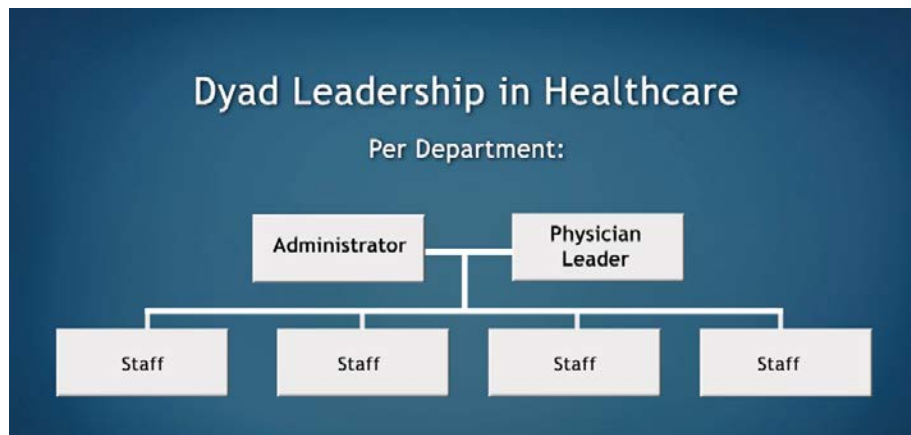 Dyad Leadership in Healthcare
Per Department:
Administrator
Physician
Leader
Staff
Staff
Staff
Staff